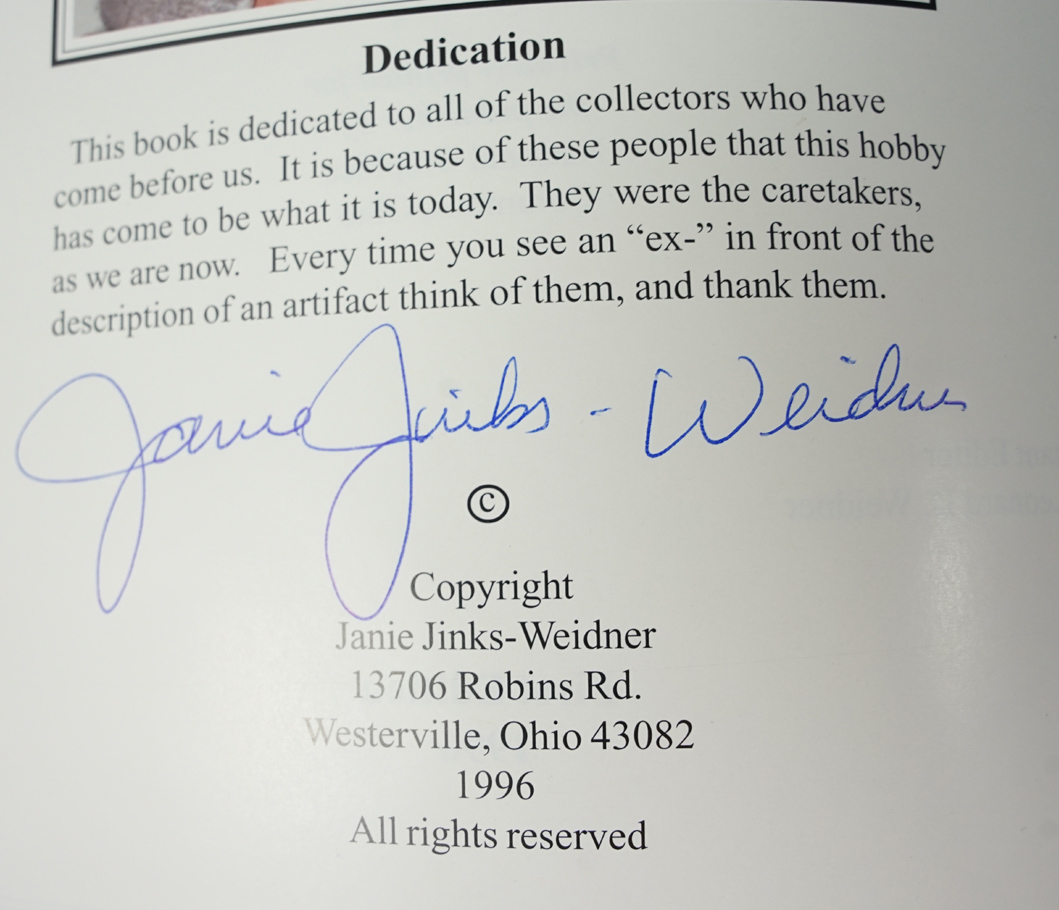 Dedication
This book is dedicated to all of the collectors who have
come before us. It is because of these people that this hobby
has come to be what it is today. They were the caretakers,
as we are now. Every time you see an “ex-” in front of the
description of an artifact think of them, and thank them.
Janie Jinks - Weidner
©
Copyright
Janie Jinks-Weidner
13706 Robins Rd.
Westerville, Ohio 43082
1996
All rights reserved